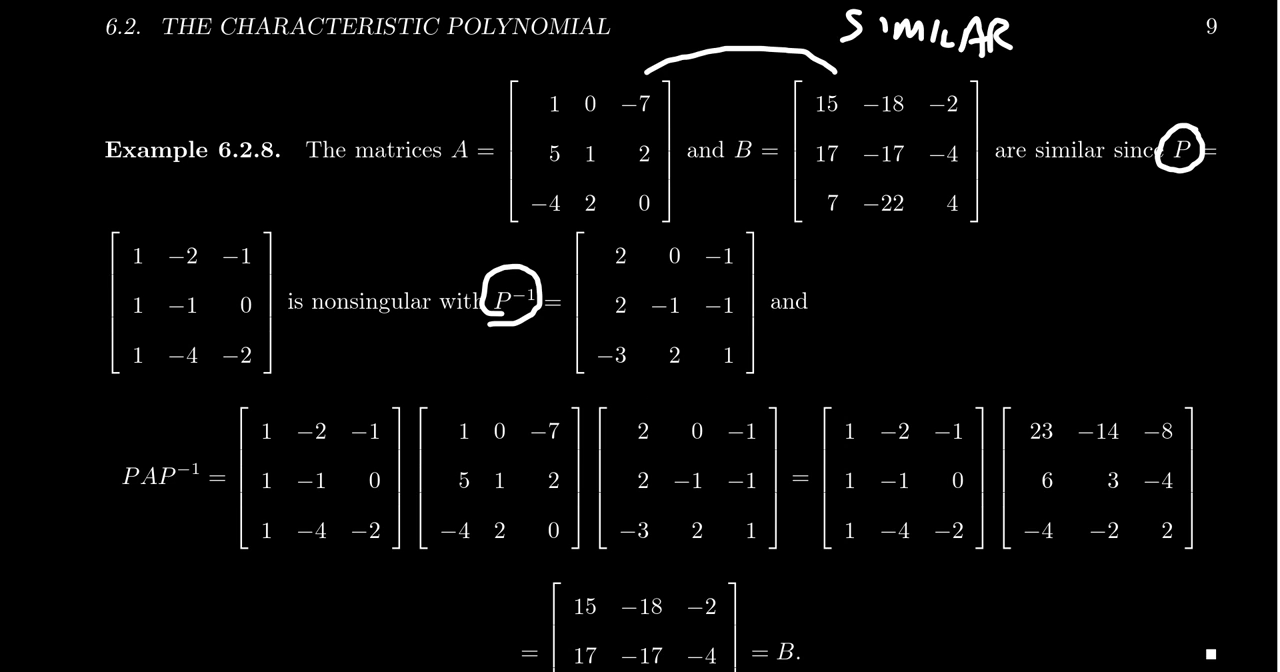 6.2. THE CHARACTERISTIC POLYNOMIAL 9
SIMILAR
1 0 −7 15 −18 −2
Example 6.2.8. The matrices A = 5 1 2 and B = 17 −17 −4 are similar since P =
−4 2 0 7 −22 4
1 −2 −1 2 0 −1
1 −1 0 is nonsingular with P⁻¹ = 2 −1 −1 and
1 −4 −2 −3 2 1
1 −2 −1 1 0 −7 2 0 −1 1 −2 −1 23 −14 −8
PAP⁻¹ = 1 −1 0 5 1 2 2 −1 −1 = 1 −1 0 6 3 −4
1 −4 −2 −4 2 0 −3 2 1 1 −4 −2 −4 −2 2
15 −18 −2
= 17 −17 −4 = B.